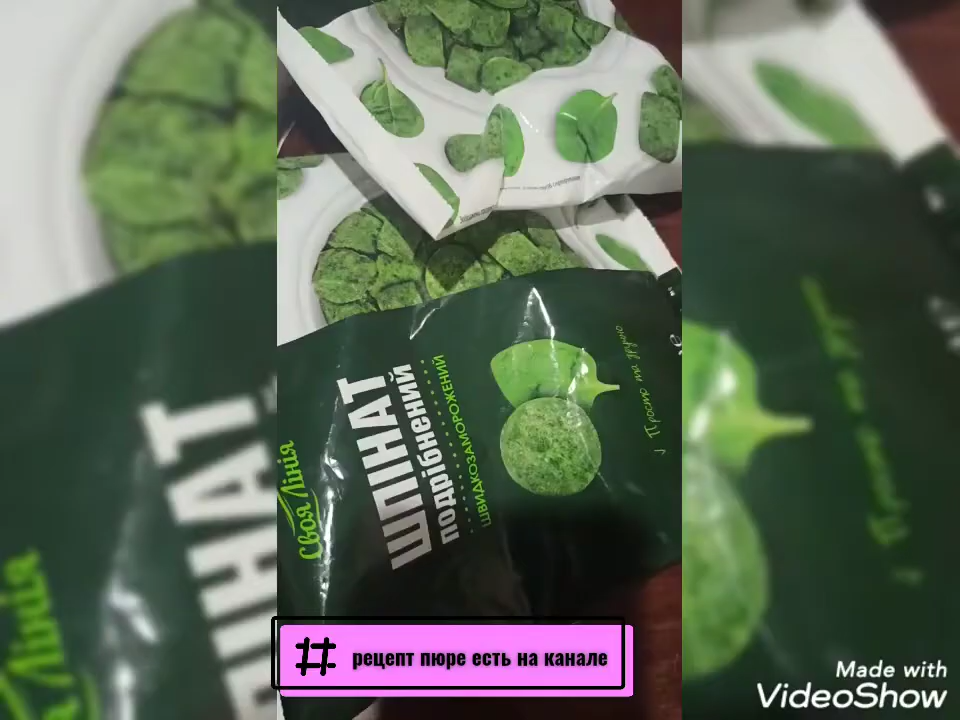 Своя Лінія
ШПІНАТ
подрібнений
ШВИДКОЗАМОРОЖЕНИЙ
Просто та зручно
# рецепт пюре есть на канале
Made with
VideoShow